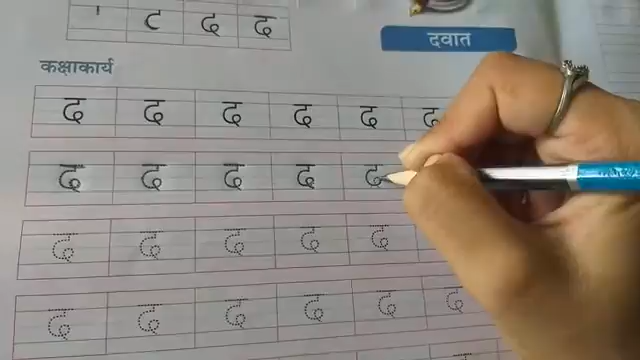 ा ट द द
दवात
कक्षाकार्य
द द द द द द
द द द द द
द द द द द
द द द द द द